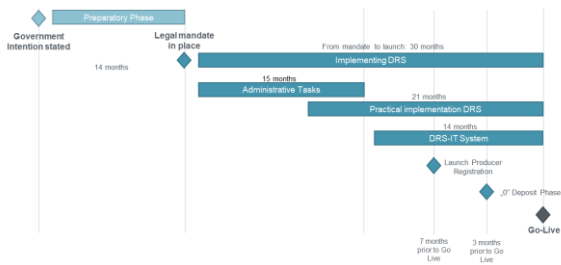 Preparatory Phase
Government
Intention stated
Legal mandate
in place
14 months
From mandate to launch: 30 months
Implementing DRS
15 months
Administrative Tasks
21 months
Practical implementation DRS
14 months
DRS-IT System
Launch Producer
Registration
„0" Deposit Phase
Go-Live
7 months
prior to Go
Live
3 months
prior to Go
Live